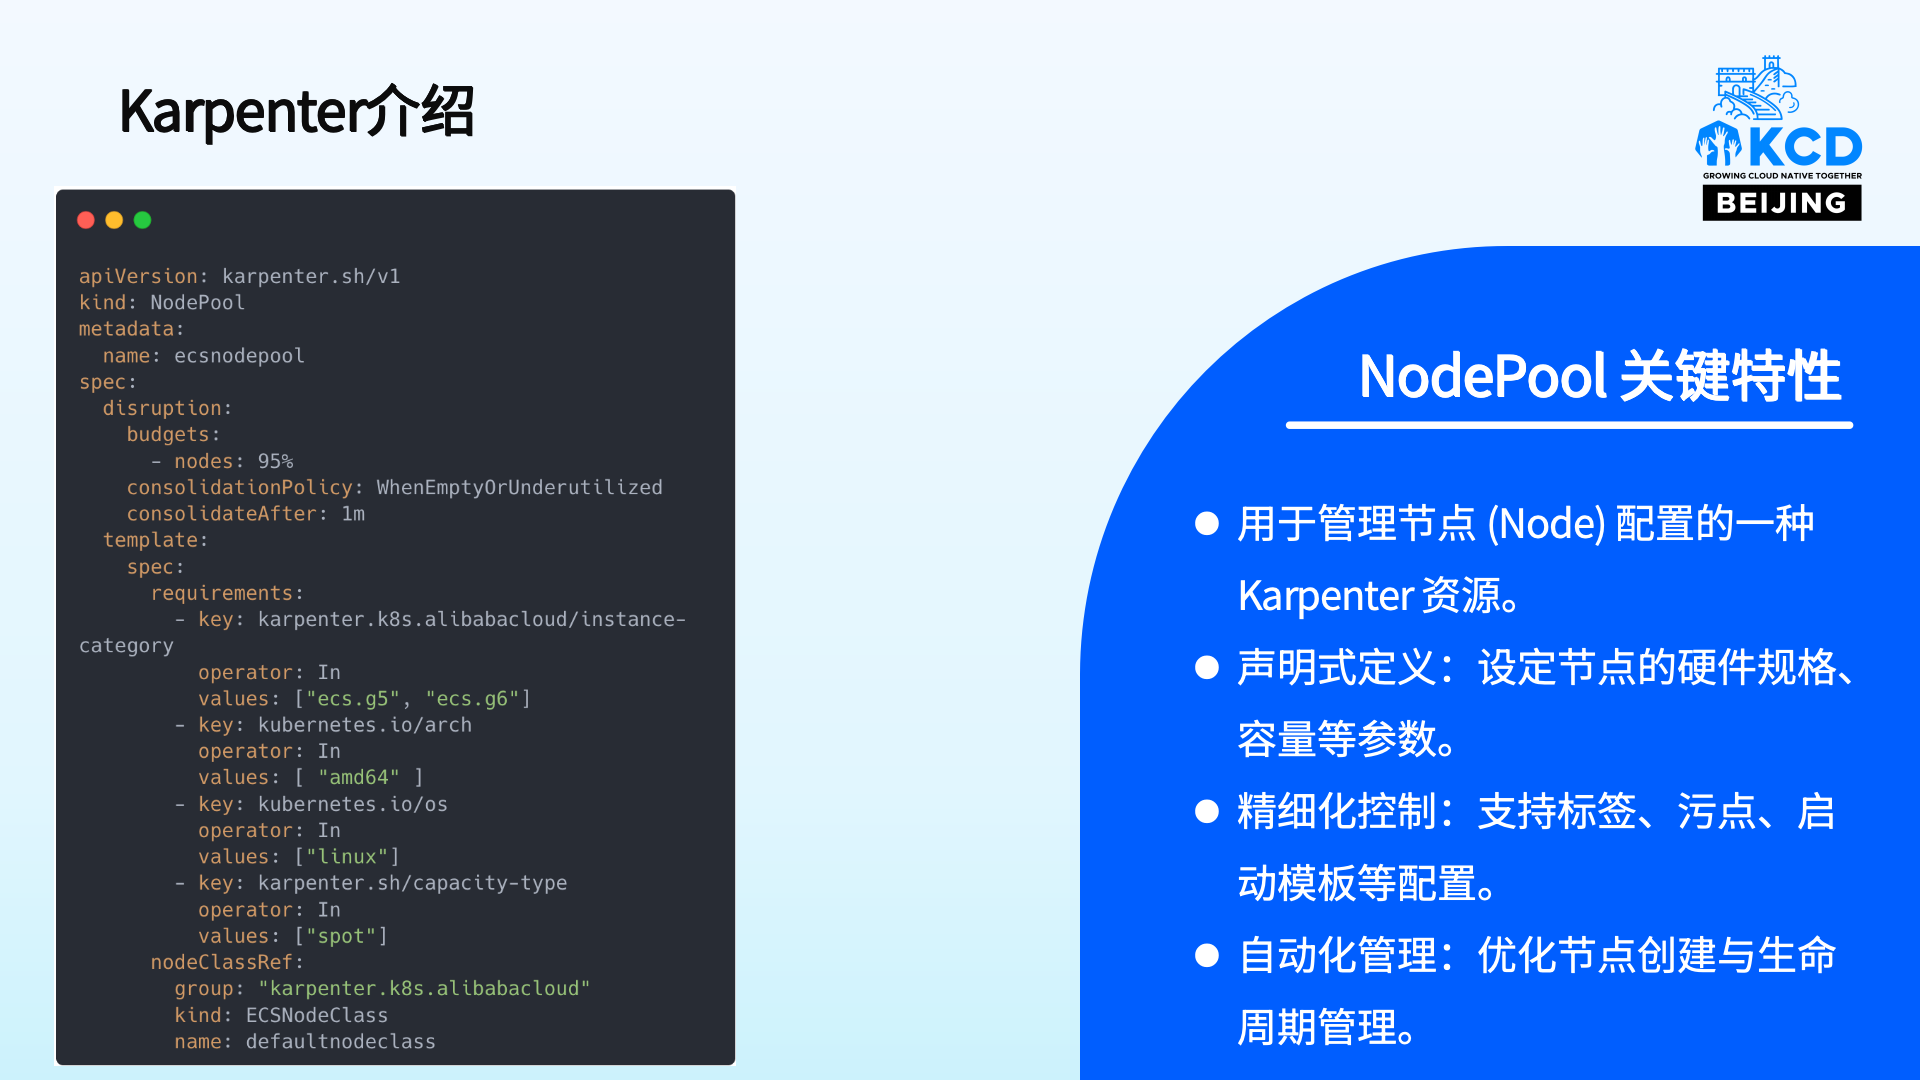 Karpenter介绍
KCD
GROWING CLOUD NATIVE TOGETHER
BEIJING
apiVersion: karpenter.sh/v1
kind: NodePool
metadata:
  name: ecsnodepool
spec:
  disruption:
    budgets:
      - nodes: 95%
    consolidationPolicy: WhenEmptyOrUnderutilized
    consolidateAfter: 1m
  template:
    spec:
      requirements:
        - key: karpenter.k8s.alibabacloud/instance-
category
          operator: In
          values: ["ecs.g5", "ecs.g6"]
        - key: kubernetes.io/arch
          operator: In
          values: [ "amd64" ]
        - key: kubernetes.io/os
          operator: In
          values: ["linux"]
        - key: karpenter.sh/capacity-type
          operator: In
          values: ["spot"]
      nodeClassRef:
        group: "karpenter.k8s.alibabacloud"
        kind: ECSNodeClass
        name: defaultnodeclass
NodePool 关键特性
● 用于管理节点 (Node) 配置的一种
Karpenter 资源。
● 声明式定义：设定节点的硬件规格、
容量等参数。
● 精细化控制：支持标签、污点、启
动模板等配置。
● 自动化管理：优化节点创建与生命
周期管理。